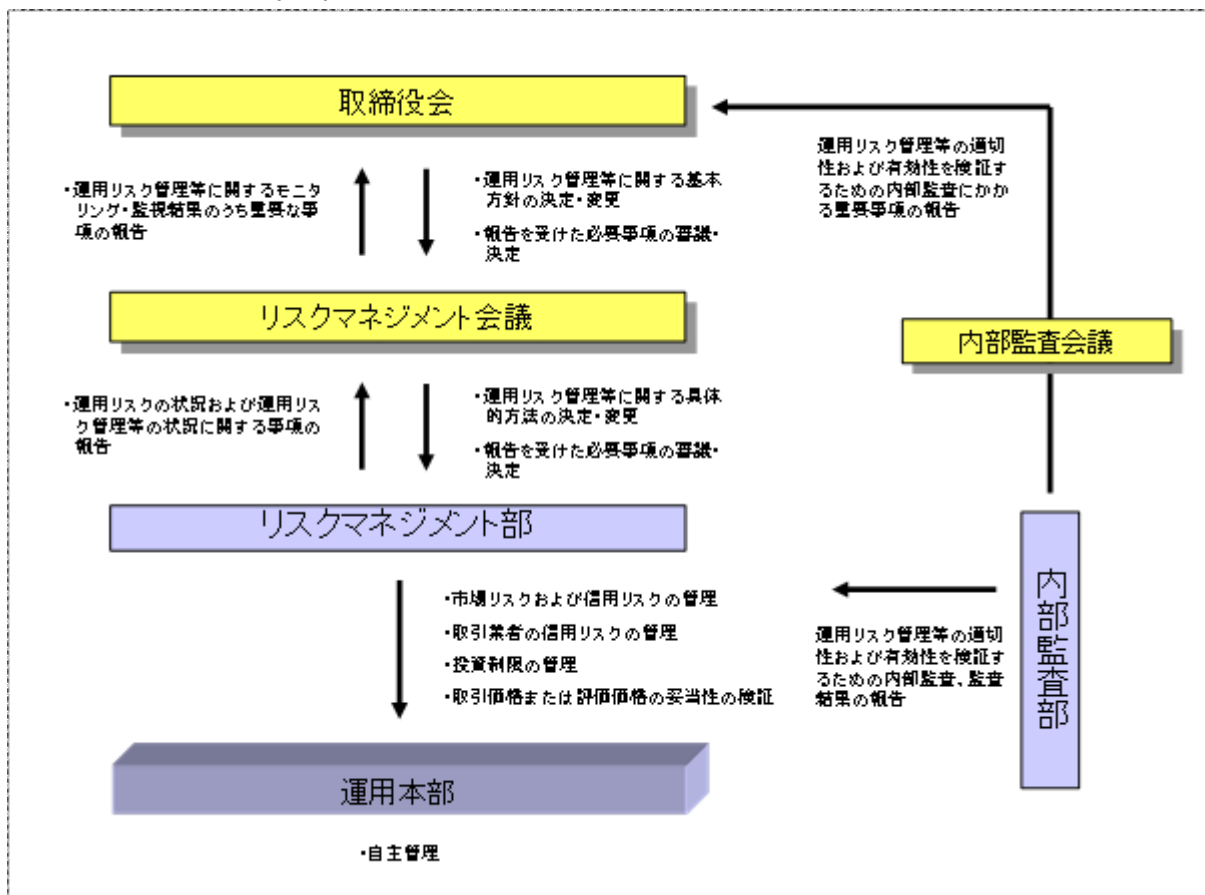 取締役会
・運用リスク管理等に関するモニタ
リング・監視結果のうち重要な事
項の報告
・運用リスク管理等に関する基本
方針の決定・変更
・報告を受けた必要事項の審議・
決定
運用リスク管理等の適切
性および有効性を検証す
るための内部監査にかか
る重要事項の報告
リスクマネジメント会議
内部監査会議
・運用リスクの状況および運用リス
ク管理等の状況に関する事項の
報告
・運用リスク管理等に関する具体
的方法の決定・変更
・報告を受けた必要事項の審議・
決定
リスクマネジメント部
・市場リスクおよび信用リスクの管理
・取引業者の信用リスクの管理
・投資制限の管理
・取引価格または評価価格の妥当性の検証
運用リスク管理等の適切
性および有効性を検証す
るための内部監査、監査
結果の報告
内部監査部
運用本部
・自主管理